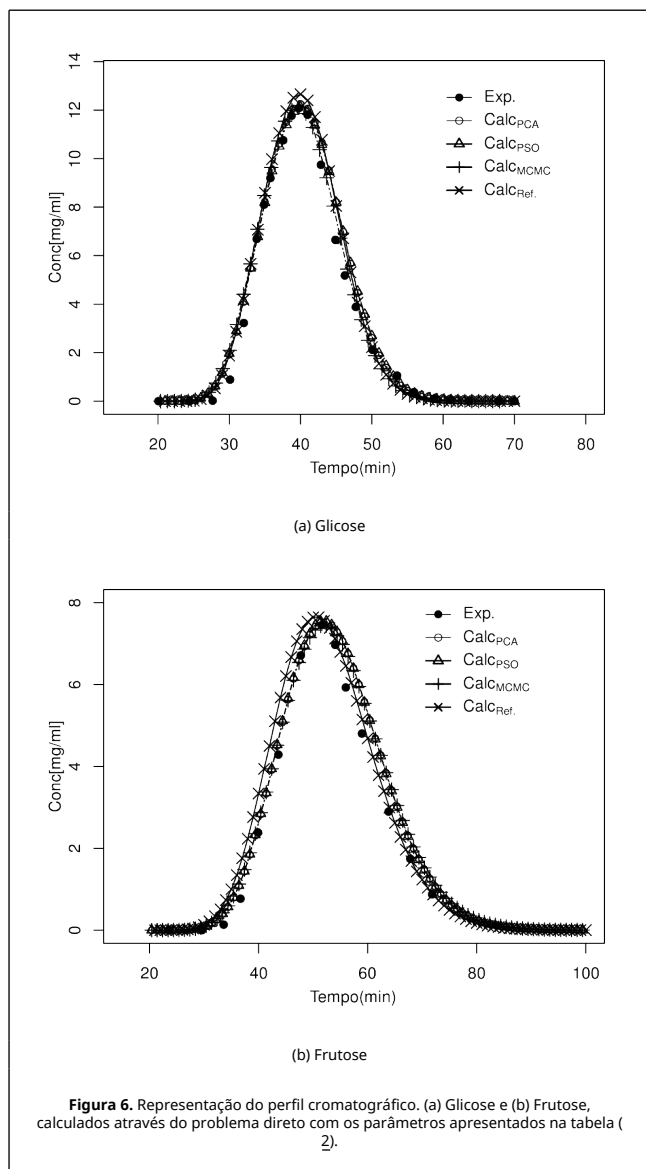 14
12
10
8
6
4
2
0
Conc[mg/ml]
Exp.
CalcPCA
CalcPSO
CalcMCMC
CalcRef.
20 30 40 50 60 70 80
Tempo(min)
(a) Glicose
8
6
4
2
0
Conc[mg/ml]
Exp.
CalcPCA
CalcPSO
CalcMCMC
CalcRef.
20 40 60 80 100
Tempo(min)
(b) Frutose
Figura 6. Representação do perfil cromatográfico. (a) Glicose e (b) Frutose,
calculados através do problema direto com os parâmetros apresentados na tabela (
2).